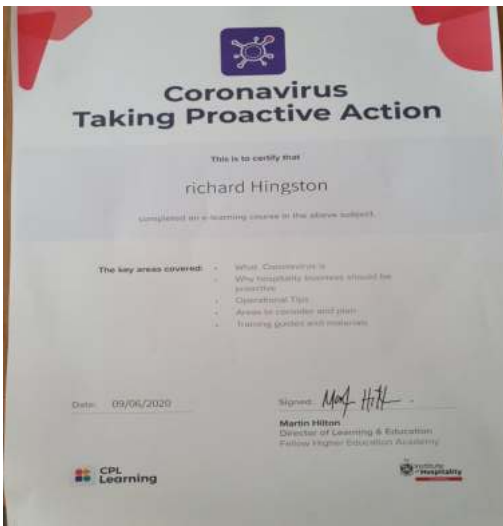 Coronavirus
Taking Proactive Action
This is to certify that
richard Hingston
completed an e-learning course in the above subject.
The key areas covered: • What Coronavirus is
• Why hospitality business should be
proactive
• Operational Tips
• Areas to consider and plan
• Training guides and materials
Date: 09/06/2020
Signed:
Martin Hilton
Director of Learning & Education
Fellow Higher Education Academy
CPL
Learning
Institute
of Hospitality